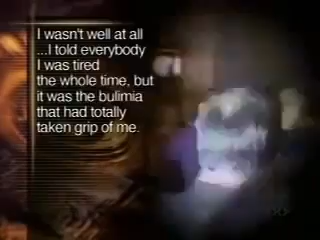 I wasn't well at all
...I told everybody
I was tired
the whole time, but
it was the bulimia
that had totally
taken grip of me.